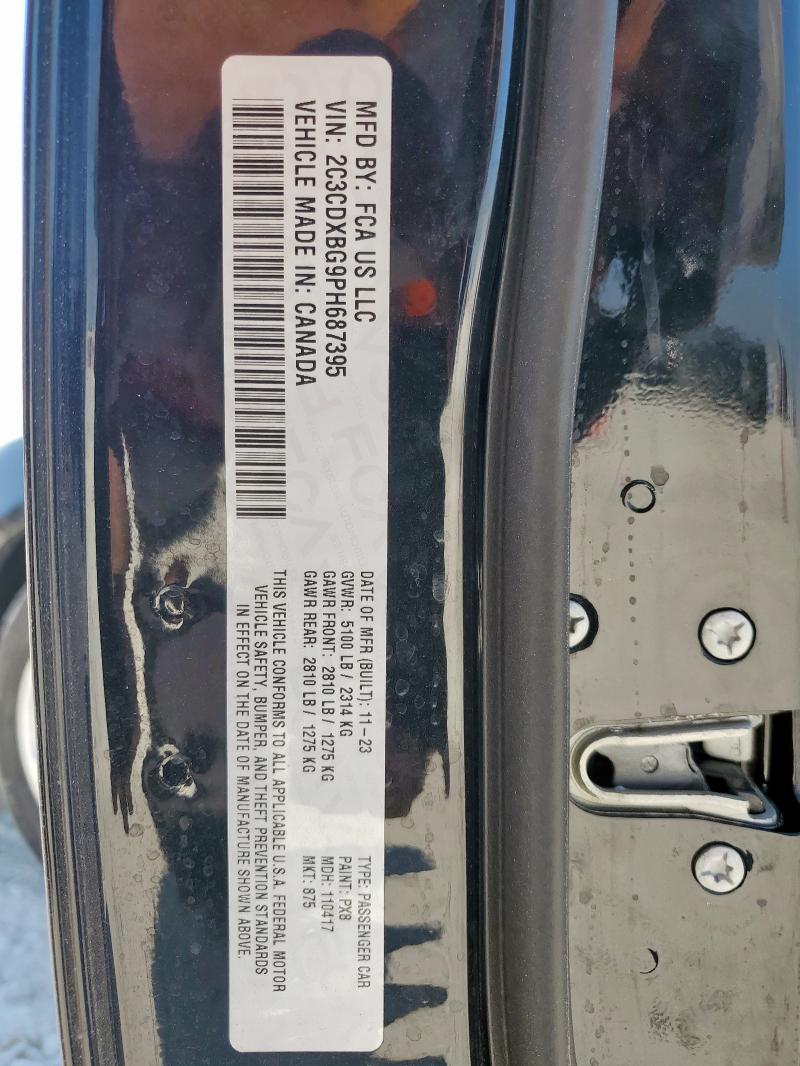 MFD BY: FCA US LLC
VIN: 2C3CDXBG9PH687395
VEHICLE MADE IN: CANADA
DATE OF MFR (BUILT): 11-23
GVWR: 5100 LB / 2314 KG
GAWR FRONT: 2810 LB / 1275 KG
GAWR REAR: 2810 LB / 1275 KG
THIS VEHICLE CONFORMS TO ALL APPLICABLE U.S.A. FEDERAL MOTOR
VEHICLE SAFETY, BUMPER, AND THEFT PREVENTION STANDARDS
IN EFFECT ON THE DATE OF MANUFACTURE SHOWN ABOVE.
TYPE: PASSENGER CAR
PAINT: PX8
MDH: 110417
MKT: 875